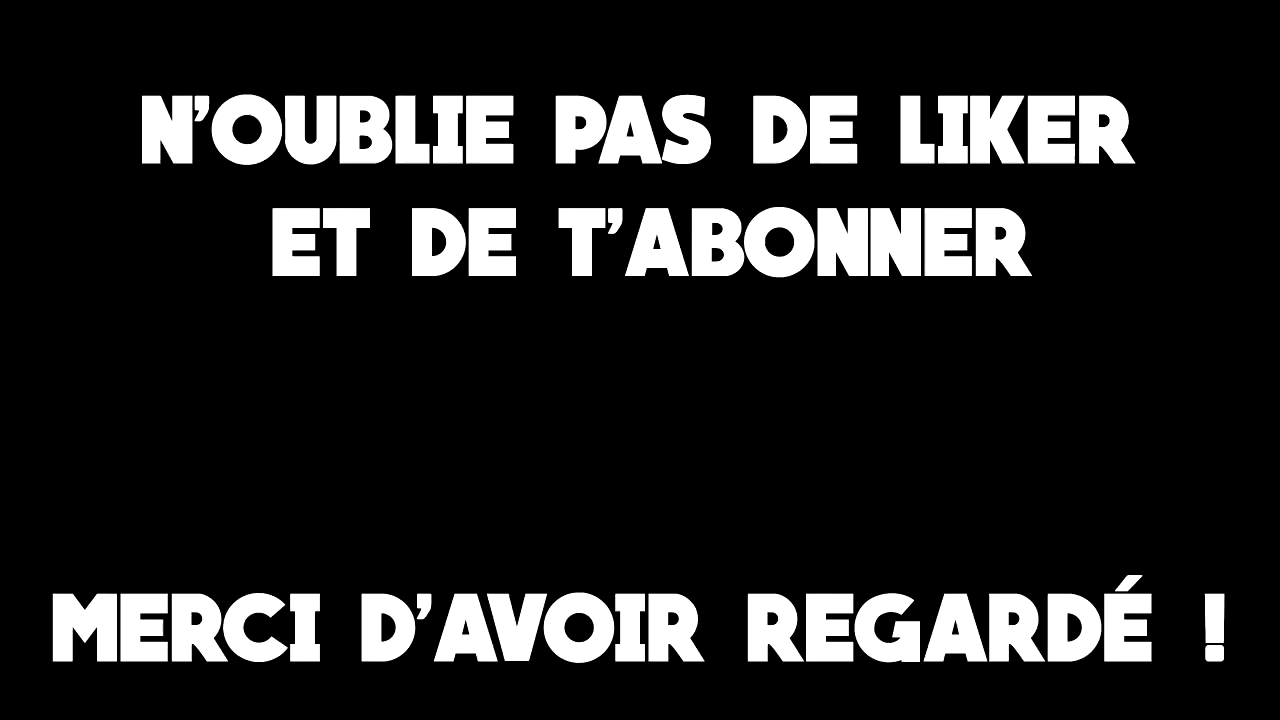 N’OUBLIE PAS DE LIKER
ET DE T’ABONNER
MERCI D’AVOIR REGARDÉ !